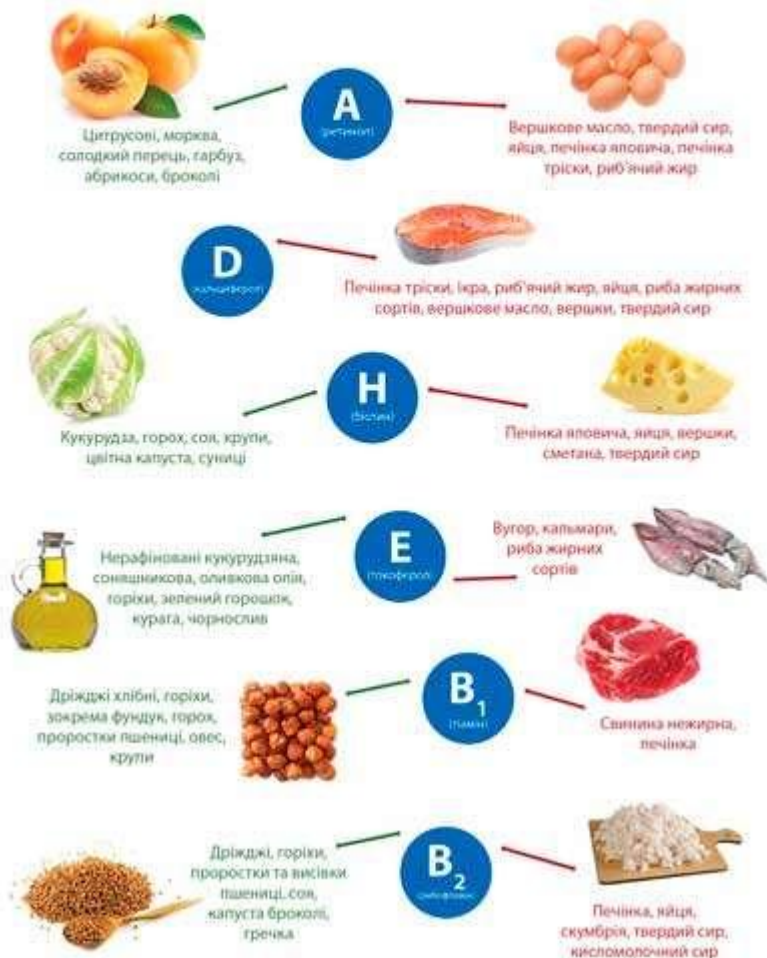 A
(ретинол)
Цитрусові, морква,
солодкий перець, гарбуз,
абрикоси, броколі
Вершкове масло, твердий сир,
яйця, печінка яловича, печінка
тріски, риб'ячий жир
D
(кальциферол)
Печінка тріски, ікра, риб'ячий жир, яйця, риба жирних
сортів, вершкове масло, вершки, твердий сир
H
(біотин)
Кукурудза, горох, соя, крупи,
цвітна капуста, суниці
Печінка яловича, яйця, вершки,
сметана, твердий сир
E
(токоферол)
Нерафіновані кукурудзяна,
соняшникова, оливкова олія,
горіхи, зелений горошок,
курага, чорнослив
Вугор, кальмари,
риба жирних
сортів
B1
(тіамін)
Дріжджі хлібні, горіхи,
зокрема фундук, горох,
проростки пшениці, овес,
крупи
Свинина нежирна,
печінка
B2
(рибофлавін)
Дріжджі, горіхи,
проростки та висівки
пшениці, соя,
капуста броколі,
гречка
Печінка, яйця,
скумбрія, твердий сир,
кисломолочний сир